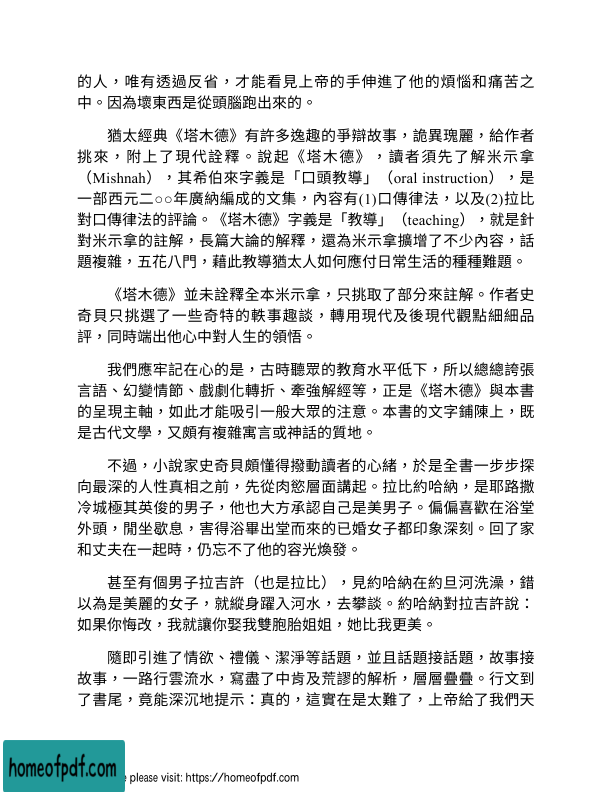 的人，唯有透過反省，才能看見上帝的手伸進了他的煩惱和痛苦之
中。因為壞東西是從頭腦跑出來的。
猶太經典《塔木德》有許多逸趣的爭辯故事，詭異瑰麗，給作者
挑來，附上了現代詮釋。說起《塔木德》，讀者須先了解米示拿
（Mishnah），其希伯來字義是「口頭教導」（oral instruction），是
一部西元二○○年廣納編成的文集，內容有(1)口傳律法，以及(2)拉比
對口傳律法的評論。《塔木德》字義是「教導」（teaching），就是針
對米示拿的註解，長篇大論的解釋，還為米示拿擴增了不少內容，話
題複雜，五花八門，藉此教導猶太人如何應付日常生活的種種難題。
《塔木德》並未詮釋全本米示拿，只挑取了部分來註解。作者史
奇貝只挑選了一些奇特的軼事趣談，轉用現代及後現代觀點細細品
評，同時端出他心中對人生的領悟。
我們應牢記在心的是，古時聽眾的教育水平低下，所以總總誇張
言語、幻變情節、戲劇化轉折、牽強解經等，正是《塔木德》與本書
的呈現主軸，如此才能吸引一般大眾的注意。本書的文字鋪陳上，既
是古代文學，又頗有複雜寓言或神話的質地。
不過，小說家史奇貝頗懂得撥動讀者的心緒，於是全書一步步探
向最深的人性真相之前，先從肉慾層面講起。拉比約哈納，是耶路撒
冷城極其英俊的男子，他也大方承認自己是美男子。偏偏喜歡在浴堂
外頭，閒坐歇息，害得浴畢出堂而來的已婚女子都印象深刻。回了家
和丈夫在一起時，仍忘不了他的容光煥發。
甚至有個男子拉吉許（也是拉比），見約哈納在約旦河洗澡，錯
以為是美麗的女子，就縱身躍入河水，去攀談。約哈納對拉吉許說：
如果你悔改，我就讓你娶我雙胞胎姐姐，她比我更美。
隨即引進了情欲、禮儀、潔淨等話題，並且話題接話題，故事接
故事，一路行雲流水，寫盡了中肯及荒謬的解析，層層疊疊。行文到
了書尾，竟能深沉地提示：真的，這實在是太難了，上帝給了我們天
homeofpdf.com
e please visit: https://homeofpdf.com